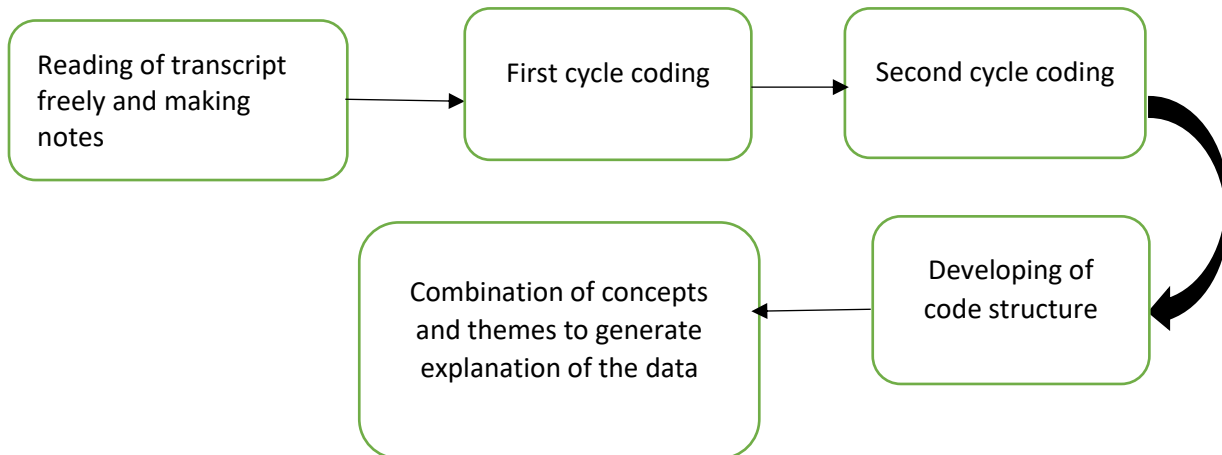 Reading of transcript
freely and making
notes
First cycle coding
Second cycle coding
Developing of
code structure
Combination of concepts
and themes to generate
explanation of the data